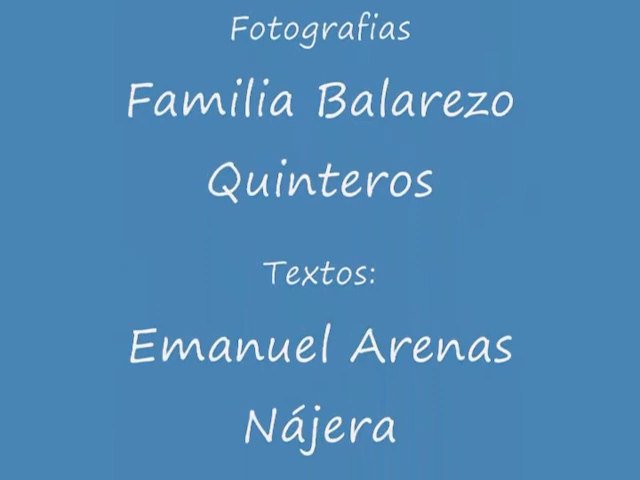 Fotografias
Familia Balarezo
Quinteros
Textos:
Emanuel Arenas
Nájera